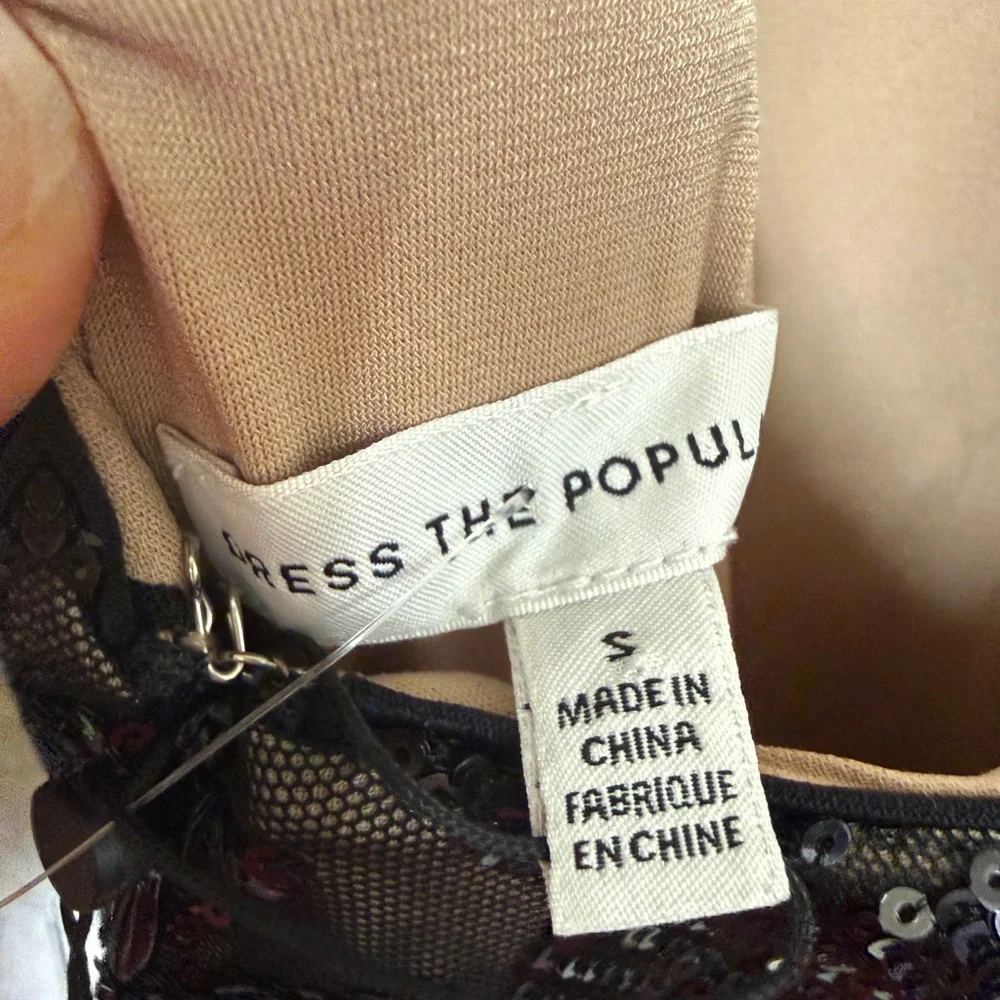 DRESS THE POPUL
S
MADE IN
CHINA
FABRIQUE
EN CHINE